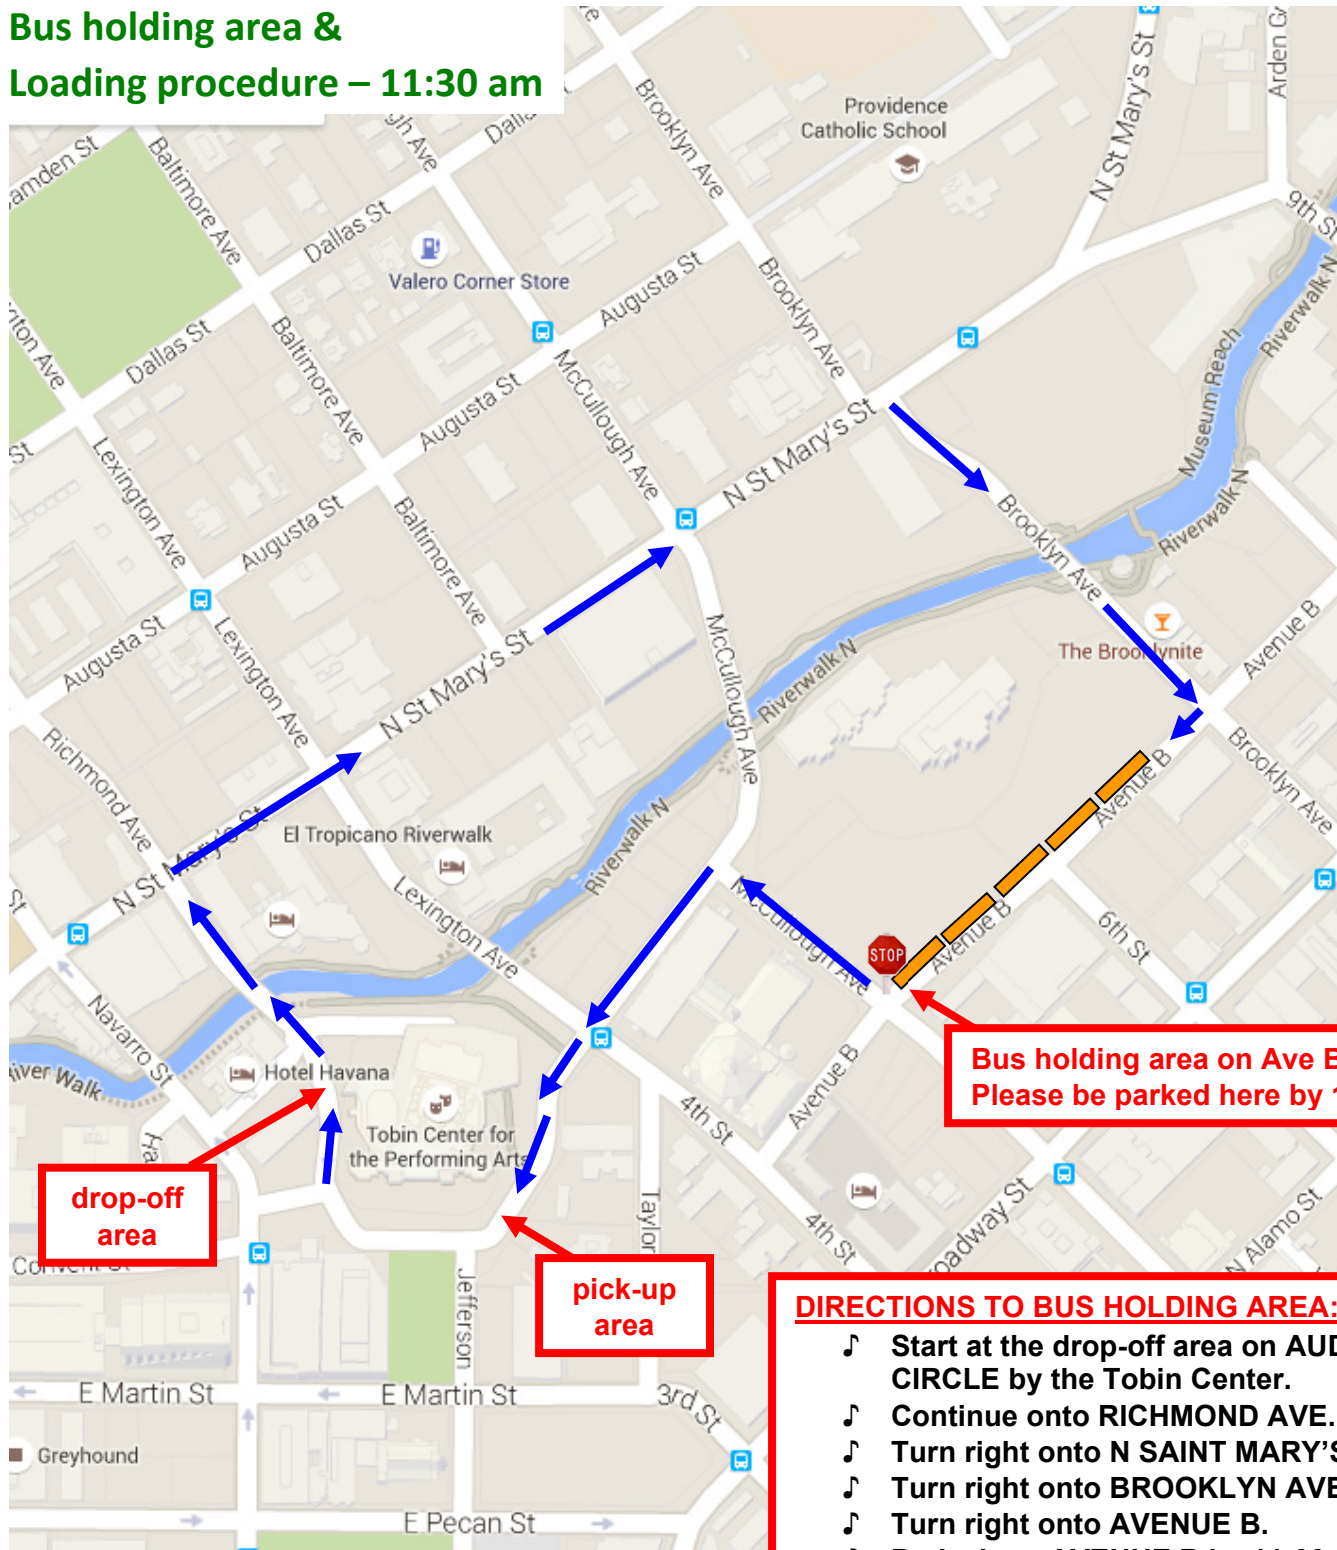 Bus holding area &
Loading procedure – 11:30 am
Providence
Catholic School
N St Mary's St
Brooklyn Ave
Baltimore Ave
Dallas St
Valero Corner Store
Augusta St
Brooklyn Ave
9th St
Riverwalk N
Museum Reach
Dallas St
Baltimore Ave
McCullough Ave
Augusta St
N St Mary's St
St
Lexington Ave
Augusta St
Baltimore Ave
Brooklyn Ave
Riverwalk N
Augusta St
Lexington Ave
N St Mary's St
McCullough Ave
Riverwalk N
The Brooklynite
Avenue B
Richmond Ave
Brooklyn Ave
Avenue B
El Tropicano Riverwalk
N St Mary's St
Riverwalk N
St
Lexington Ave
McCullough Ave
Avenue B
6th St
STOP
Navarro St
Hotel Havana
Avenue B
4th St
Bus holding area on Ave B
Please be parked here by
Tobin Center for
the Performing Arts
drop-off
area
Taylor
4th St
N Alamo St
Jefferson
pick-up
area
E Martin St
E Martin St
3rd St
Greyhound
E Pecan St
DIRECTIONS TO BUS HOLDING AREA:
♪ Start at the drop-off area on AUD
CIRCLE by the Tobin Center.
♪ Continue onto RICHMOND AVE.
♪ Turn right onto N SAINT MARY'S
♪ Turn right onto BROOKLYN AVE
♪ Turn right onto AVENUE B.